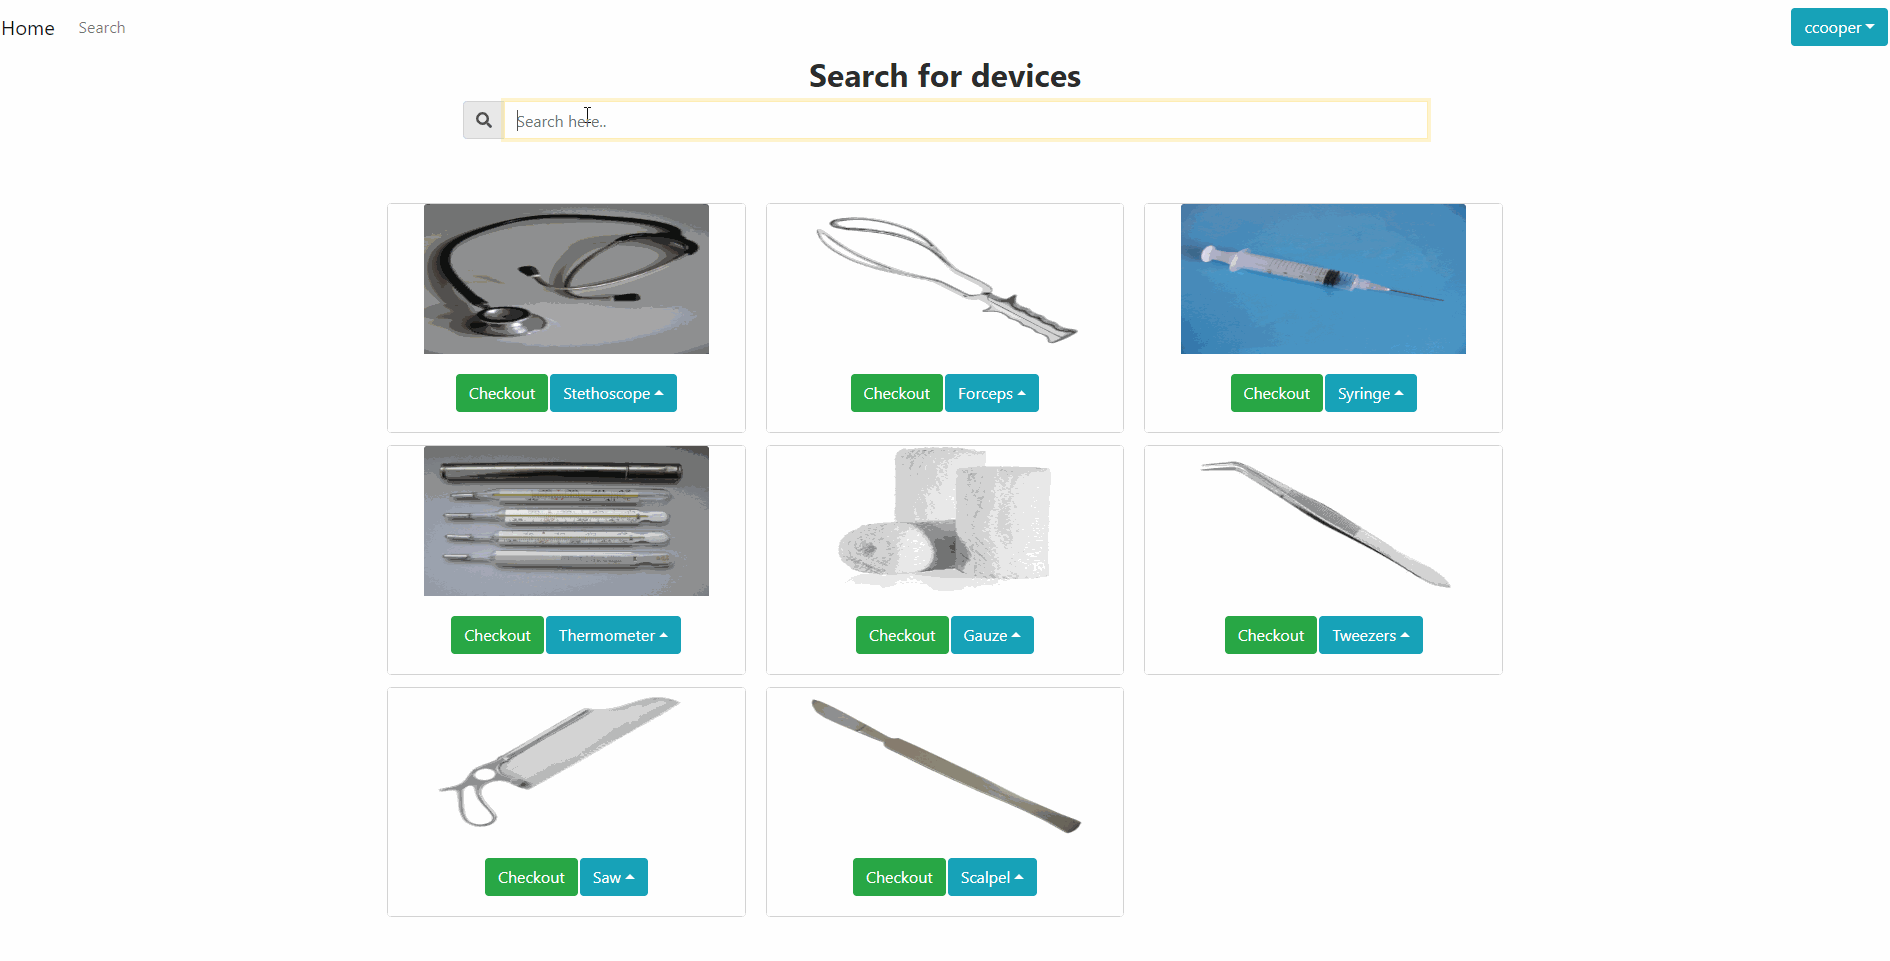 Home Search ccooper
Search for devices
Search here..
Checkout Stethoscope
Checkout Forceps
Checkout Syringe
Checkout Thermometer
Checkout Gauze
Checkout Tweezers
Checkout Saw
Checkout Scalpel